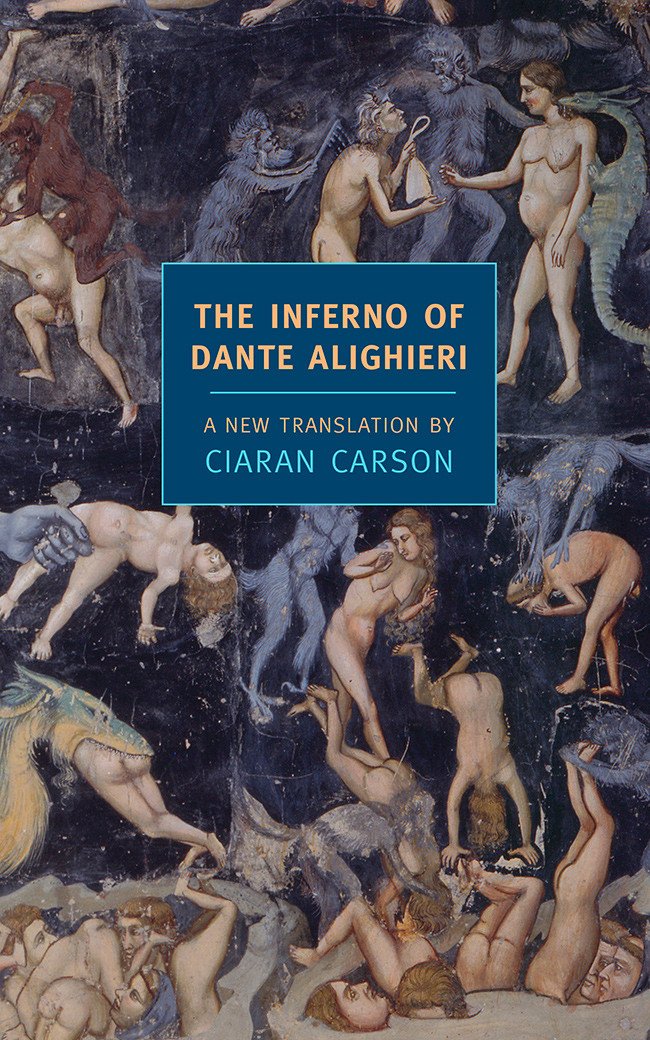 THE INFERNO OF
DANTE ALIGHIERI
A NEW TRANSLATION BY
CIARAN CARSON